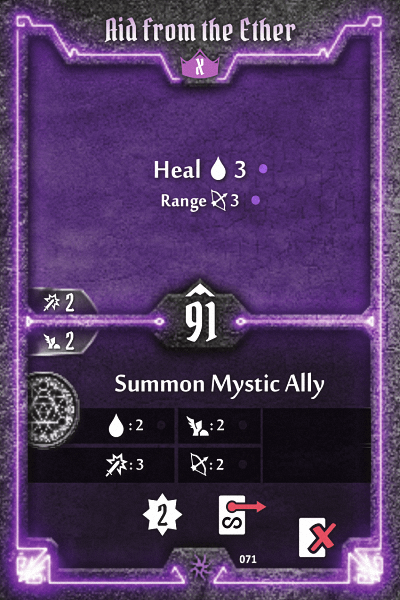 Aid from the Ether
X
Heal 3
Range 3
2
91
2
Summon Mystic Ally
: 2 : 2
: 3 : 2
2
071